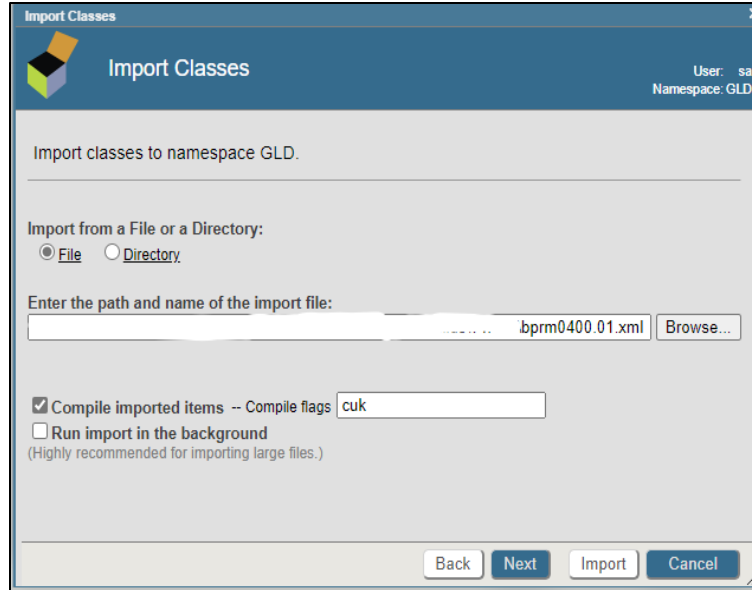 Import Classes
Import Classes
User: sa
Namespace: GLD
Import classes to namespace GLD.
Import from a File or a Directory:
File Directory
Enter the path and name of the import file:
\bprm0400.01.xml Browse...
Compile imported items -- Compile flags cuk
Run import in the background
(Highly recommended for importing large files.)
Back Next Import Cancel